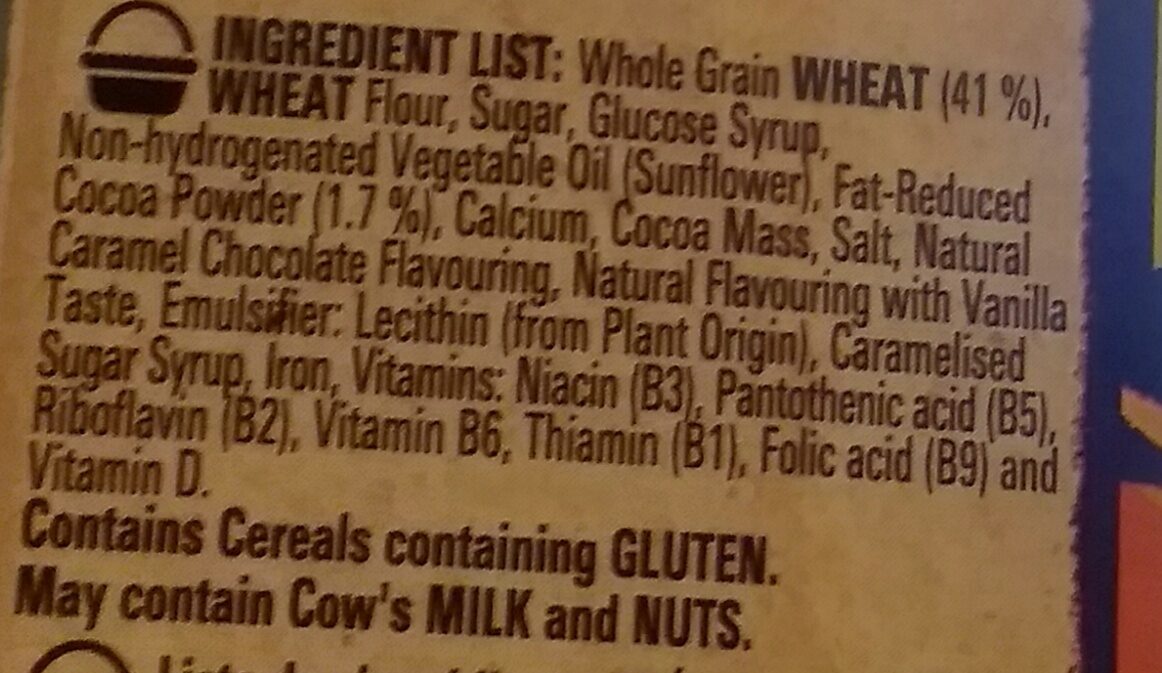 INGREDIENT LIST: Whole Grain WHEAT (41 %),
WHEAT Flour, Sugar, Glucose Syrup,
Non-hydrogenated Vegetable Oil (Sunflower), Fat-Reduced
Cocoa Powder (1.7 %), Calcium, Cocoa Mass, Salt, Natural
Caramel Chocolate Flavouring, Natural Flavouring with Vanilla
Taste, Emulsifier: Lecithin (from Plant Origin), Caramelised
Sugar Syrup, Iron, Vitamins: Niacin (B3), Pantothenic acid (B5),
Riboflavin (B2), Vitamin B6, Thiamin (B1), Folic acid (B9) and
Vitamin D.
Contains Cereals containing GLUTEN.
May contain Cow's MILK and NUTS.